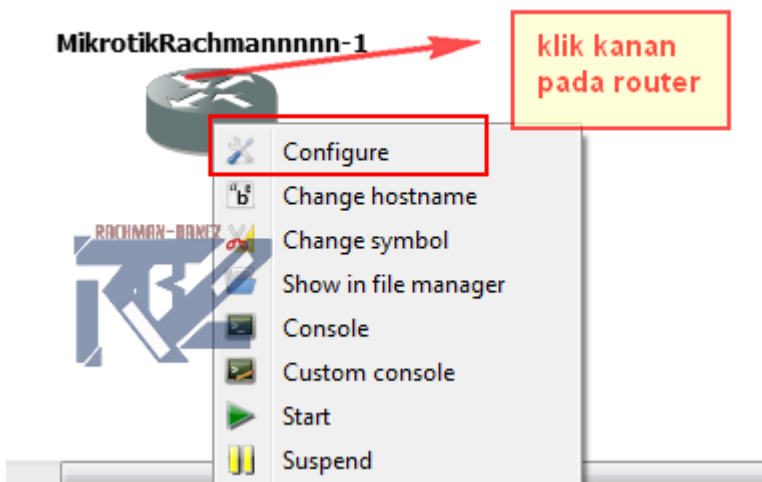 MikrotikRachmannnnn-1
klik kanan
pada router
Configure
Change hostname
RACHMAN-BANEZ
Change symbol
Show in file manager
Console
Custom console
Start
Suspend